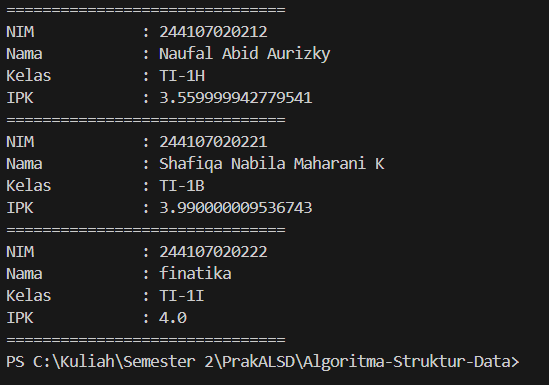 ===============================
NIM            : 244107020212
Nama           : Naufal Abid Aurizky
Kelas          : TI-1H
IPK            : 3.559999942779541
===============================
NIM            : 244107020221
Nama           : Shafiqa Nabila Maharani K
Kelas          : TI-1B
IPK            : 3.990000009536743
===============================
NIM            : 244107020222
Nama           : finatika
Kelas          : TI-1I
IPK            : 4.0
===============================
PS C:\Kuliah\Semester 2\PrakALSD\Algoritma-Struktur-Data>